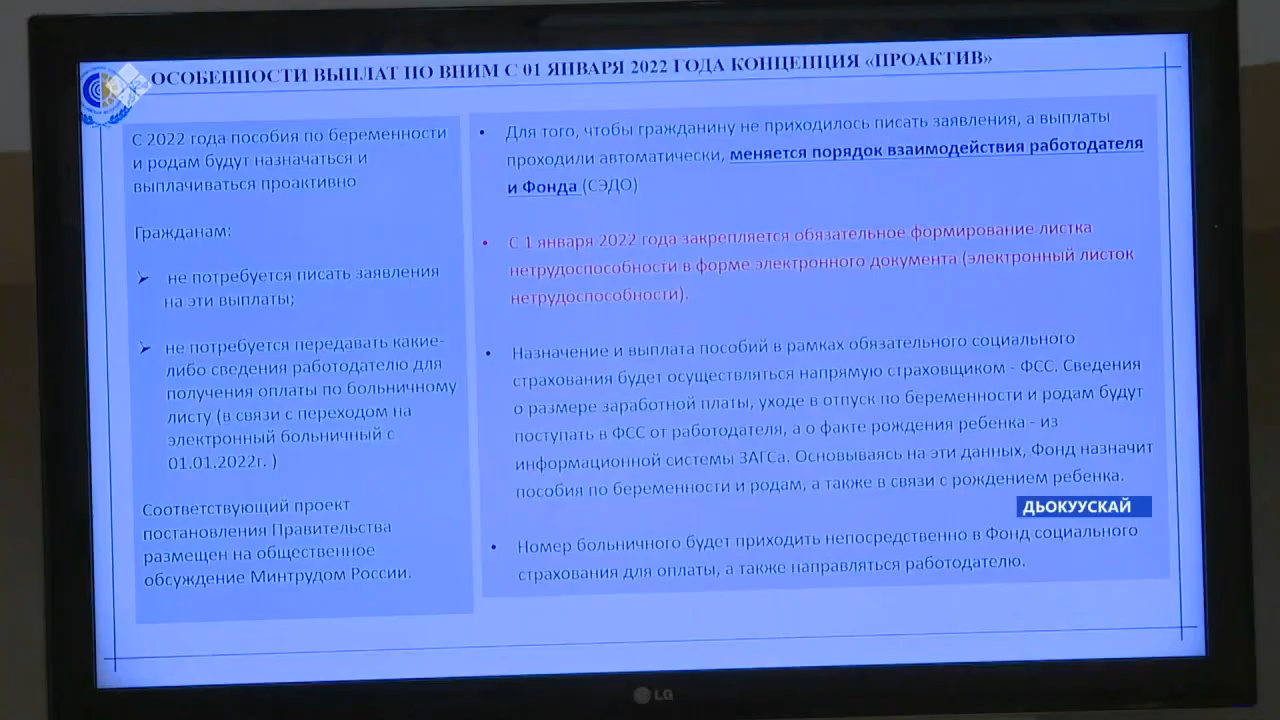 ОСОБЕННОСТИ ВЫПЛАТ ПО ВНИМ С 01 ЯНВАРЯ 2022 ГОДА КОНЦЕПЦИЯ «ПРОАКТИВ»
С 2022 года пособия по беременности
и родам будут назначаться и
выплачиваться проактивно
Гражданам:
➢ не потребуется писать заявления
на эти выплаты;
➢ не потребуется передавать какие-
либо сведения работодателю для
получения оплаты по больничному
листу (в связи с переходом на
электронный больничный с
01.01.2022г. )
Соответствующий проект
постановления Правительства
размещен на общественное
обсуждение Минтрудом России.
• Для того, чтобы гражданину не приходилось писать заявления, а выплаты
проходили автоматически, меняется порядок взаимодействия работодателя
и Фонда (СЭДО)
• С 1 января 2022 года закрепляется обязательное формирование листка
нетрудоспособности в форме электронного документа (электронный листок
нетрудоспособности).
• Назначение и выплата пособий в рамках обязательного социального
страхования будет осуществляться напрямую страховщиком - ФСС. Сведения
о размере заработной платы, уходе в отпуск по беременности и родам будут
поступать в ФСС от работодателя, а о факте рождения ребенка - из
информационной системы ЗАГСа. Основываясь на эти данных, Фонд назначит
пособия по беременности и родам, а также в связи с рождением ребенка.
ДЬОКУУСКАЙ
• Номер больничного будет приходить непосредственно в Фонд социального
страхования для оплаты, а также направляться работодателю.
LG